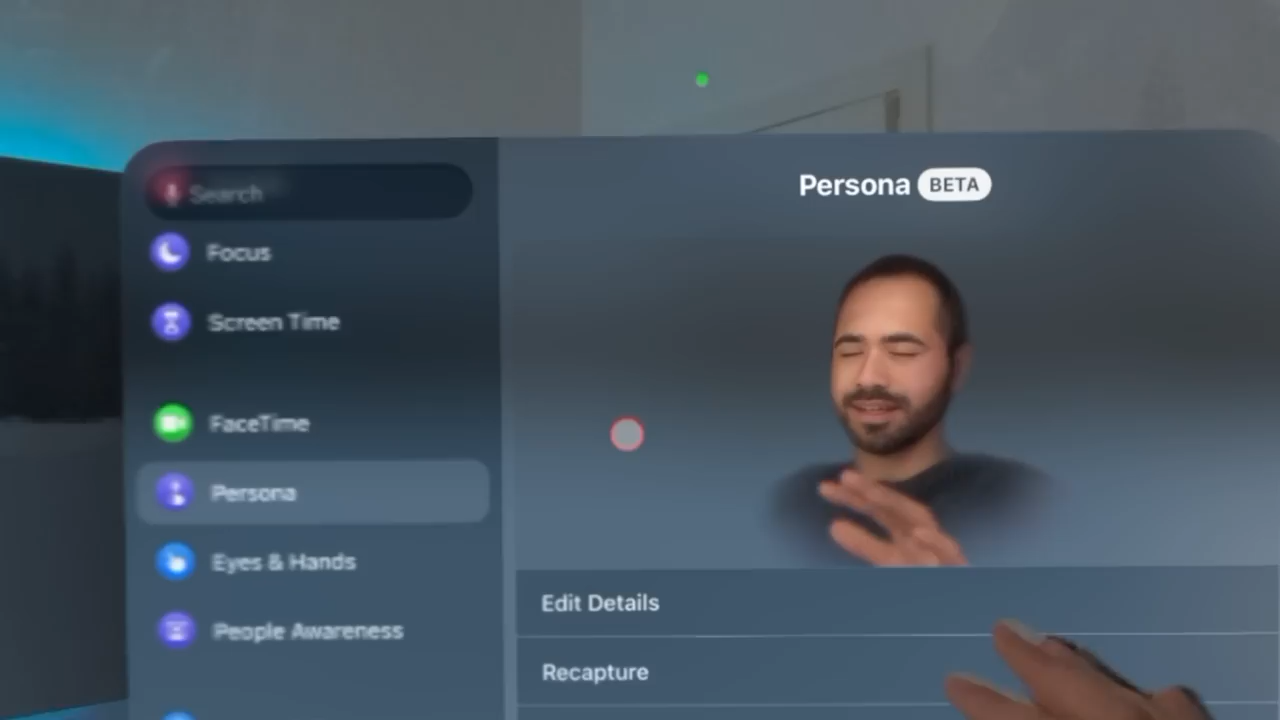 Search
Focus
Screen Time
FaceTime
Persona
Eyes & Hands
People Awareness
Persona BETA
Edit Details
Recapture